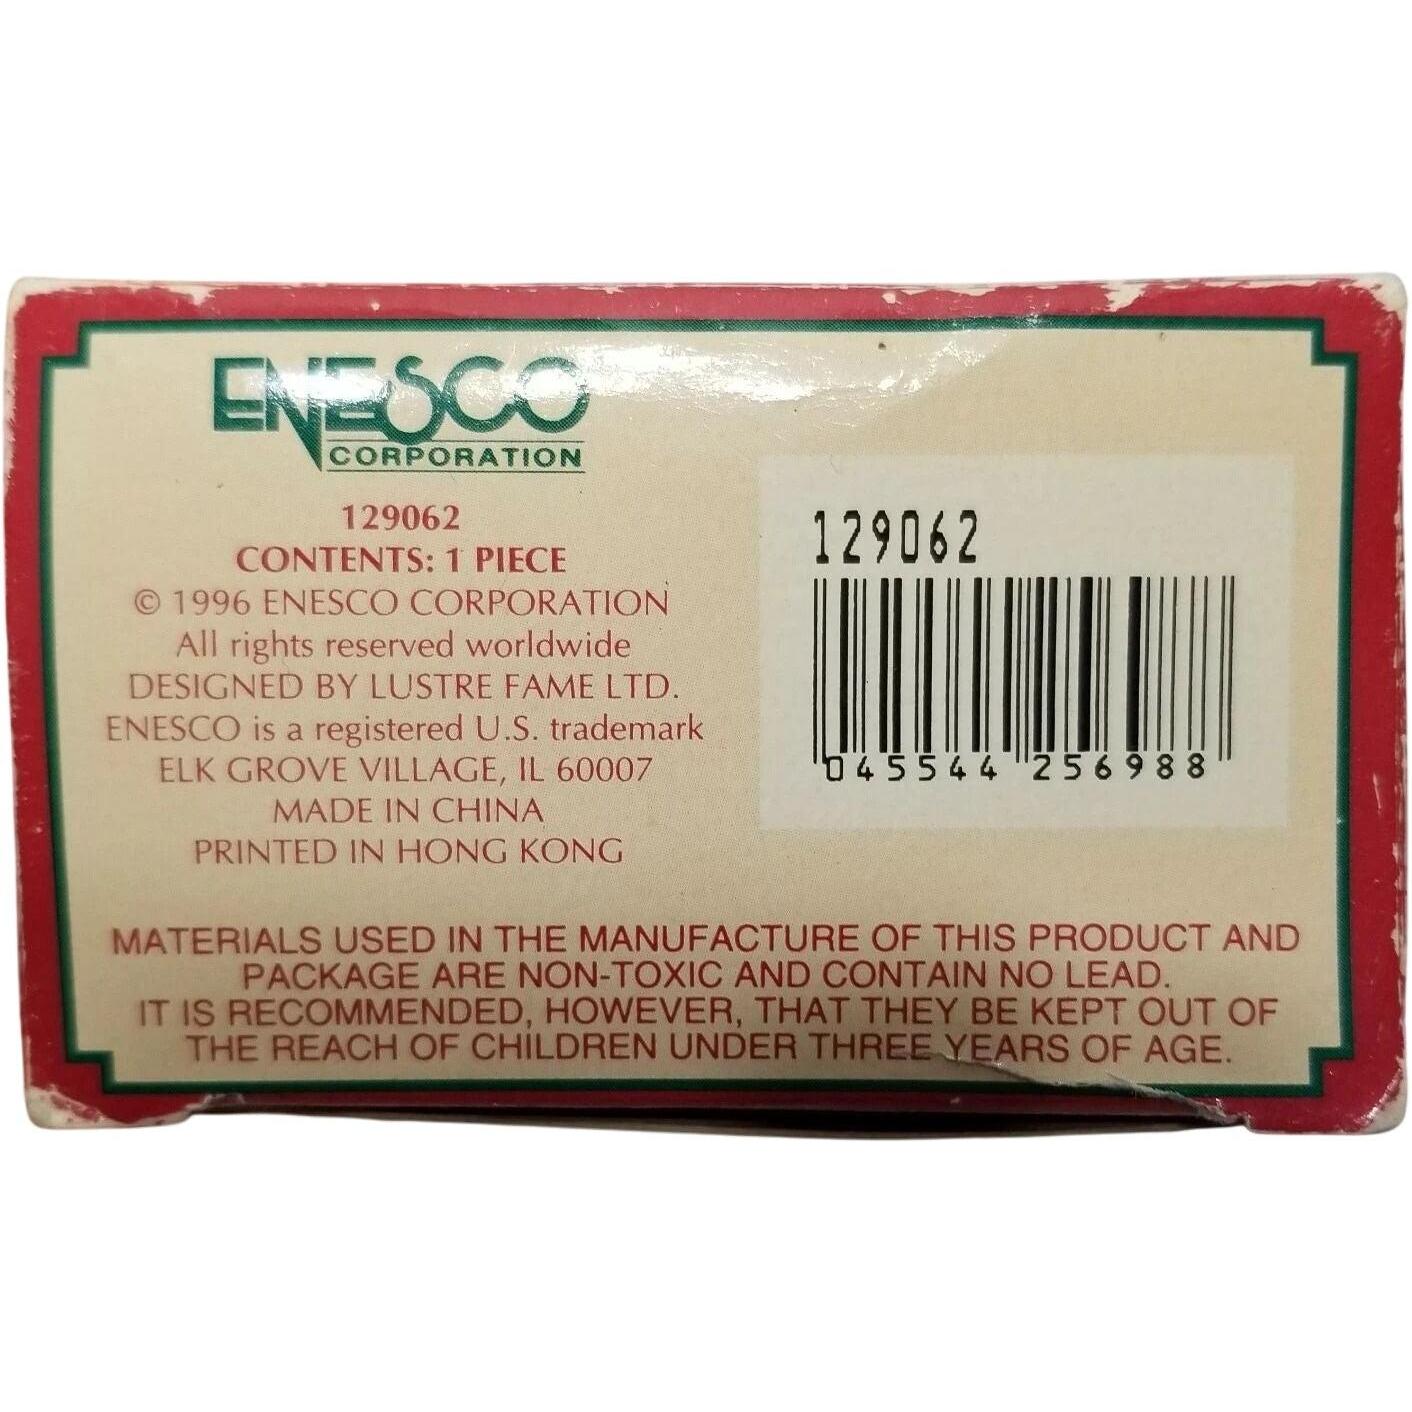 ENESCO
CORPORATION
129062
CONTENTS: 1 PIECE
© 1996 ENESCO CORPORATION
All rights reserved worldwide
DESIGNED BY LUSTRE FAME LTD.
ENESCO is a registered U.S. trademark
ELK GROVE VILLAGE, IL 60007
MADE IN CHINA
PRINTED IN HONG KONG
129062
045544 256988
MATERIALS USED IN THE MANUFACTURE OF THIS PRODUCT AND
PACKAGE ARE NON-TOXIC AND CONTAIN NO LEAD.
IT IS RECOMMENDED, HOWEVER, THAT THEY BE KEPT OUT OF
THE REACH OF CHILDREN UNDER THREE YEARS OF AGE.